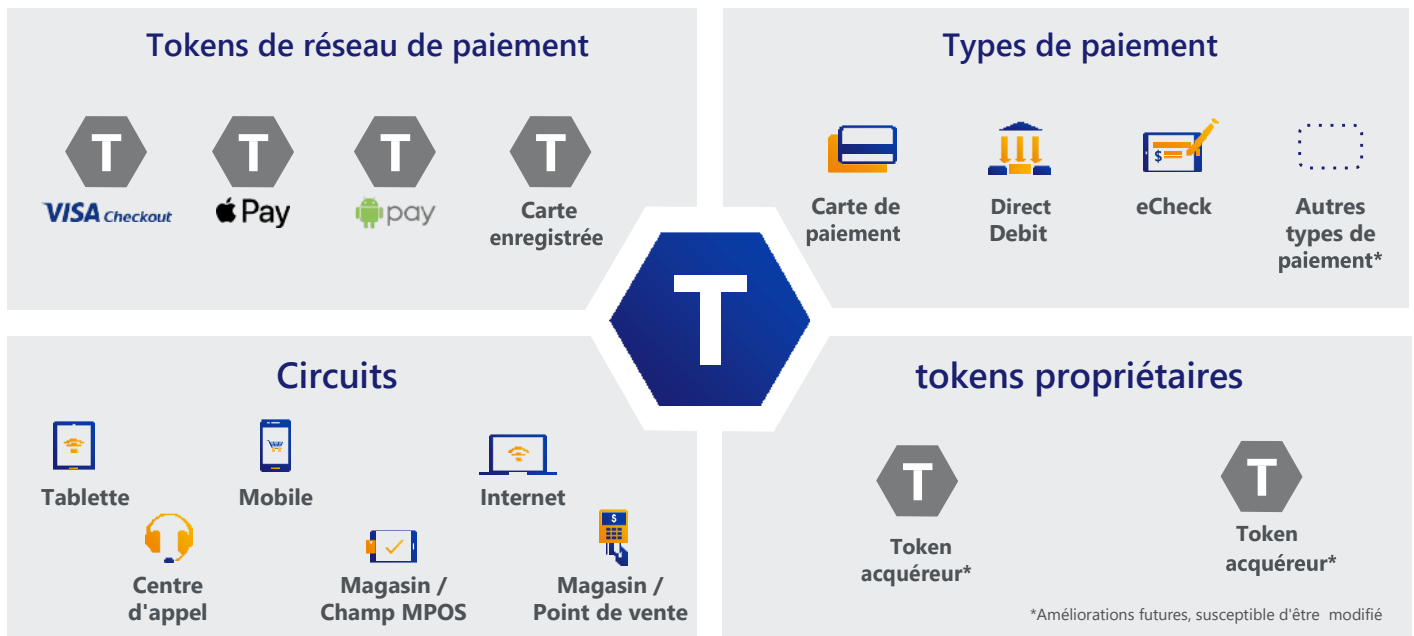 Tokens de réseau de paiement
T T T T
VISA Checkout
Pay
pay
Carte
enregistrée
Types de paiement
$
Carte de
paiement
Direct
Debit
eCheck
Autres
types de
paiement*
T
Circuits
Tablette
Mobile
Internet
Centre
d'appel
Magasin /
Champ MPOS
$
Magasin /
Point de vente
tokens propriétaires
T
Token
acquéreur*
T
Token
acquéreur*
*Améliorations futures, susceptible d'être modifié